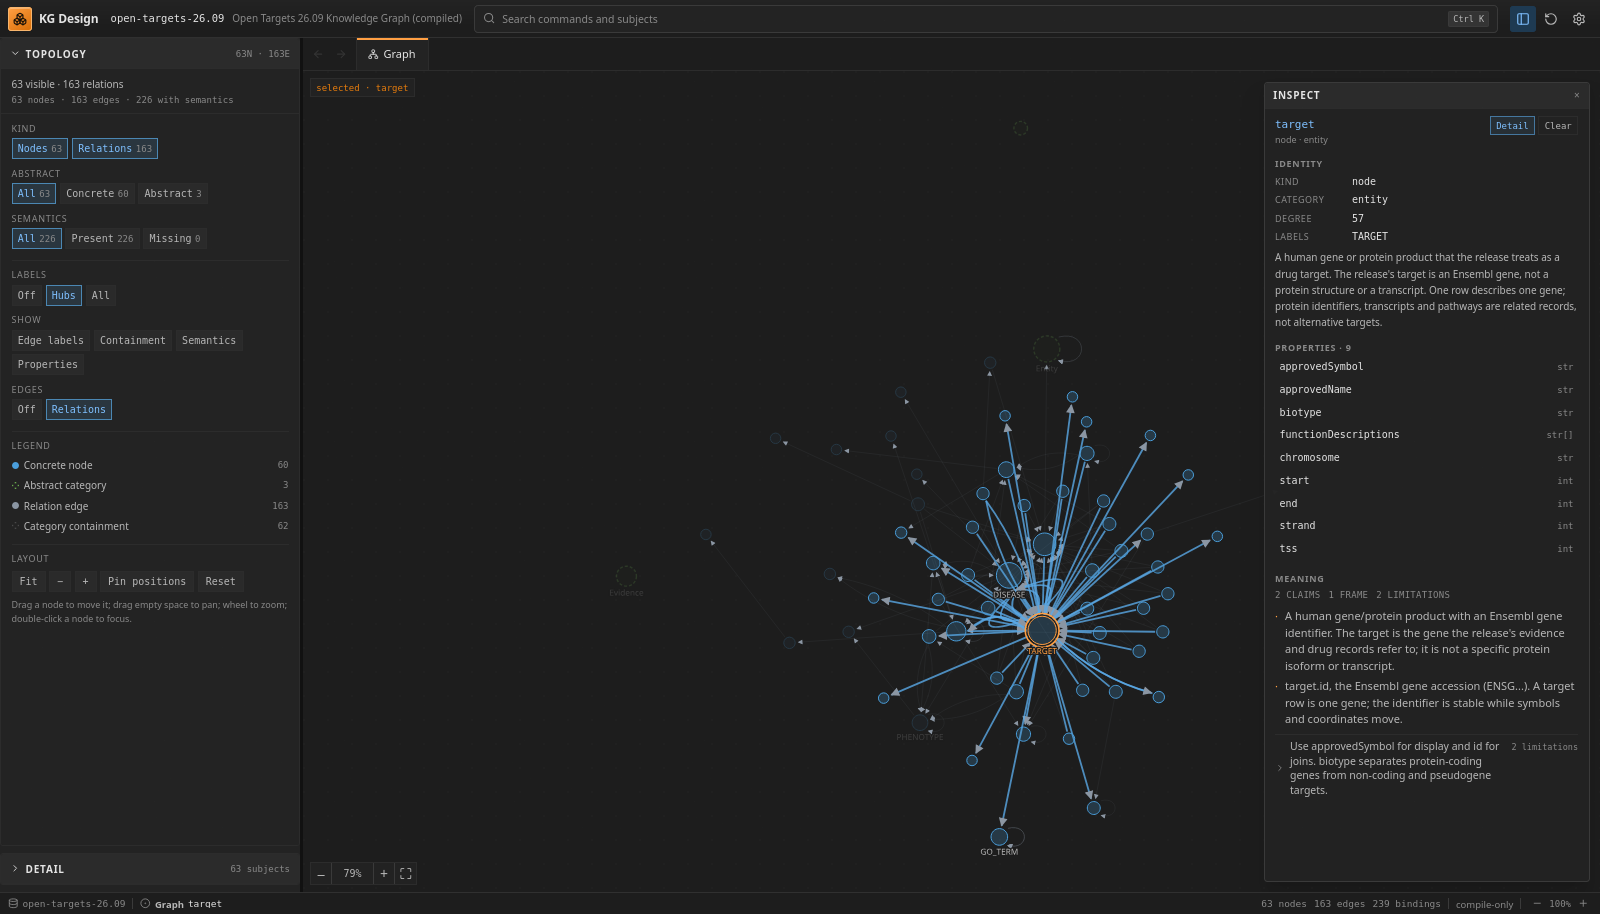 KG Design open-targets-26.09 Open Targets 26.09 Knowledge Graph (compiled) Search commands and subjects Ctrl K
TOPOLOGY 63N · 163E
63 visible · 163 relations
63 nodes · 163 edges · 226 with semantics
KIND
Nodes 63 Relations 163
ABSTRACT
All 63 Concrete 60 Abstract 3
SEMANTICS
All 226 Present 226 Missing 0
LABELS
Off Hubs All
SHOW
Edge labels Containment Semantics
Properties
EDGES
Off Relations
LEGEND
Concrete node 60
Abstract category 3
Relation edge 163
Category containment 62
LAYOUT
Fit − + Pin positions Reset
Drag a node to move it; drag empty space to pan; wheel to zoom;
double-click a node to focus.
DETAIL 63 subjects
← → Graph
selected · target
Entity
Evidence
DISEASE
TARGET
PHENOTYPE
GO_TERM
− 79% +
INSPECT ×
target Detail Clear
node · entity
IDENTITY
KIND node
CATEGORY entity
DEGREE 57
LABELS TARGET
A human gene or protein product that the release treats as a
drug target. The release's target is an Ensembl gene, not a
protein structure or a transcript. One row describes one gene;
protein identifiers, transcripts and pathways are related records,
not alternative targets.
PROPERTIES · 9
approvedSymbol str
approvedName str
biotype str
functionDescriptions str[]
chromosome str
start int
end int
strand int
tss int
MEANING
2 CLAIMS 1 FRAME 2 LIMITATIONS
· A human gene/protein product with an Ensembl gene
identifier. The target is the gene the release's evidence
and drug records refer to; it is not a specific protein
isoform or transcript.
· target.id, the Ensembl gene accession (ENSG...). A target
row is one gene; the identifier is stable while symbols
and coordinates move.
Use approvedSymbol for display and id for 2 limitations
joins. biotype separates protein-coding
genes from non-coding and pseudogene
targets.
open-targets-26.09 Graph target 63 nodes 163 edges 239 bindings compile-only − 100% +